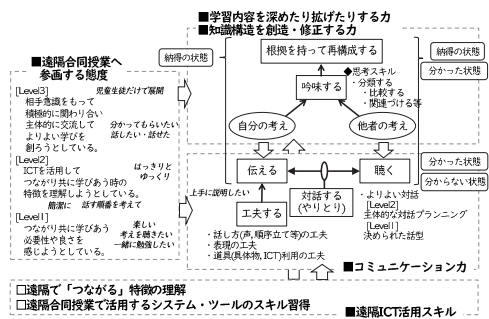 ■学習内容を深めたり拡げたりする力
■知識構造を創造・修正する力
■遠隔合同授業へ
参画する態度
[Level3]
児童生徒だけで展開
相手意識をもって
積極的に関わり合い
主体的に交流して
よりよい学びを
創ろうとしている。
分かってもらいたい
話したい・話せた
[Level2]
ICTを活用して
つながり共に学びあう時の
特徴を理解しようとしている。
はっきりと
ゆっくり
簡潔に 話す順番を考えて
[Level1]
つながり共に学びあう
必要性や良さを
感じようとしている。
楽しい
考えを聴きたい
一緒に勉強したい
納得の状態
根拠を持って再構成する
納得の状態
分かった状態
吟味する
◆思考スキル
・分類する
・比較する
・関連づける等
自分の考え
他者の考え
伝える
聴く
分かった状態
分からない状態
上手に説明したい
対話する
(やりとり)
工夫する
・よりよい対話
[Level2]
主体的な対話プランニング
[Level1]
決められた話型
・話し方(声,順序立て等)の工夫
・表現の工夫
・道具(具体物,ICT)利用の工夫
■コミュニケーション力
□遠隔で「つながる」特徴の理解
□遠隔合同授業で活用するシステム・ツールのスキル習得
■遠隔ICT活用スキル